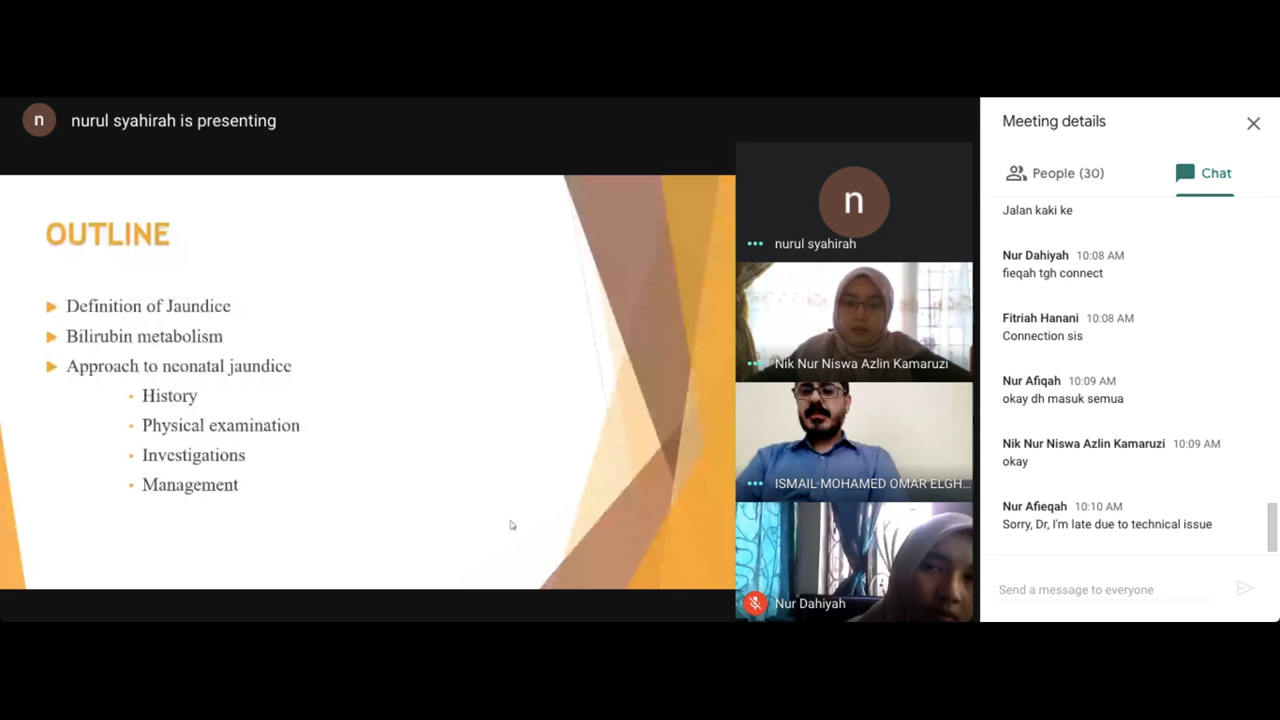 n
nurul syahirah is presenting
OUTLINE
Definition of Jaundice
Bilirubin metabolism
Approach to neonatal jaundice
History
Physical examination
Investigations
Management
n
nurul syahirah
Nik Nur Niswa Azlin Kamaruzi
ISMAIL MOHAMED OMAR ELGH...
Nur Dahiyah
Meeting details
People (30)
Chat
Jalan kaki ke
Nur Dahiyah 10:08 AM
fieqah tgh connect
Fitriah Hanani 10:08 AM
Connection sis
Nur Afiqah 10:09 AM
okay dh masuk semua
Nik Nur Niswa Azlin Kamaruzi 10:09 AM
okay
Nur Afieqah 10:10 AM
Sorry, Dr, I'm late due to technical issue
Send a message to everyone